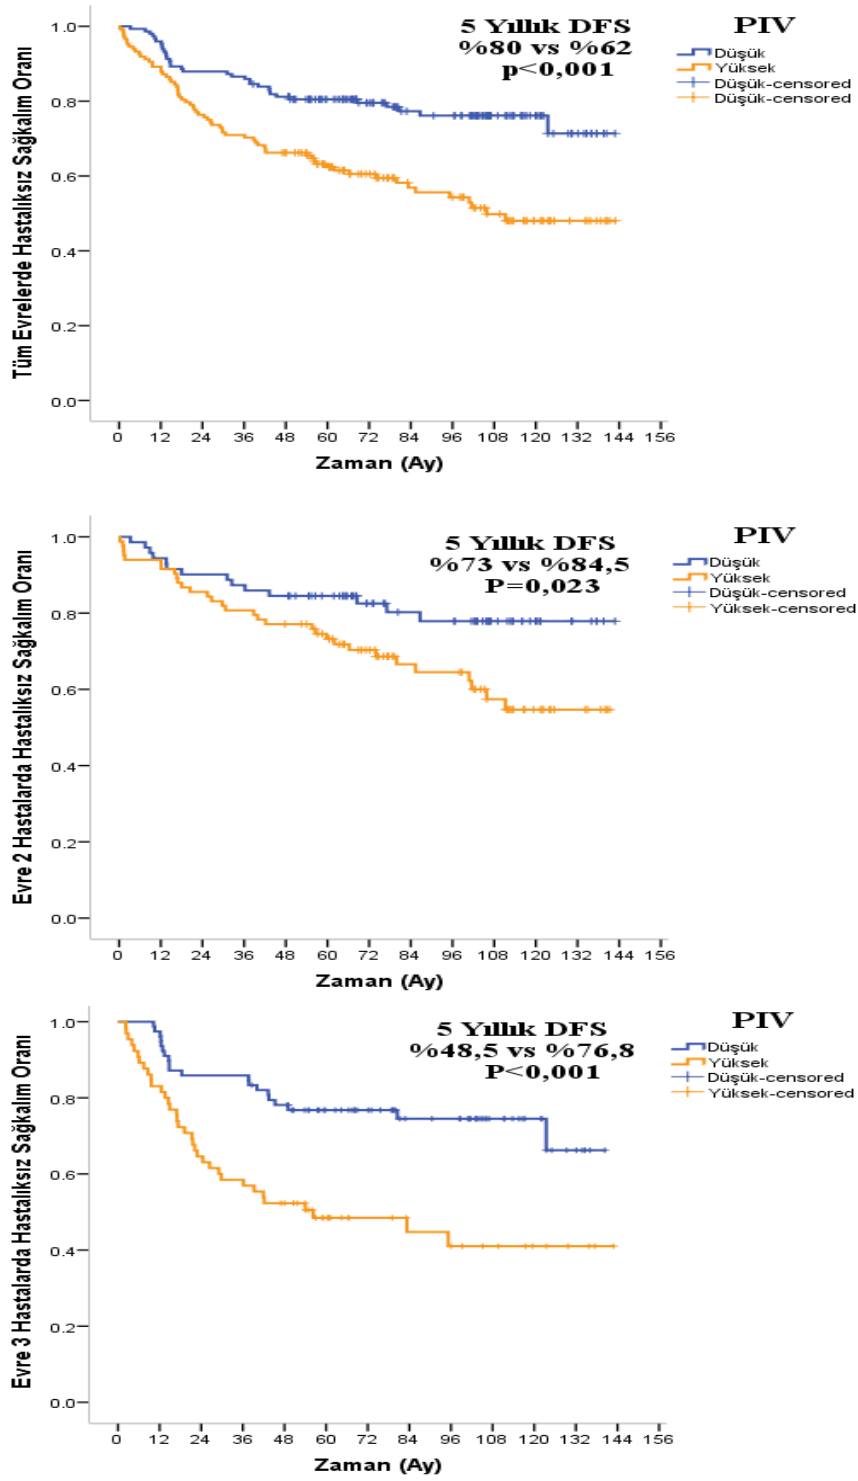 5 Yıllık DFS
%80 vs %62
p<0,001
PIV
Düşük
Yüksek
Düşük-censored
Düşük-censored
Tüm Evrelerde Hastalıksız Sağkalım Oranı
1.0
0.8
0.6
0.4
0.2
0.0
0 12 24 36 48 60 72 84 96 108 120 132 144 156
Zaman (Ay)
5 Yıllık DFS
%73 vs %84,5
P=0,023
PIV
Düşük
Yüksek
Düşük-censored
Yüksek-censored
Evre 2 Hastalarda Hastalıksız Sağkalım Oranı
1.0
0.8
0.6
0.4
0.2
0.0
0 12 24 36 48 60 72 84 96 108 120 132 144 156
Zaman (Ay)
5 Yıllık DFS
%48,5 vs %76,8
P<0,001
PIV
Düşük
Yüksek
Düşük-censored
Yüksek-censored
Evre 3 Hastalarda Hastalıksız Sağkalım Oranı
1.0
0.8
0.6
0.4
0.2
0.0
0 12 24 36 48 60 72 84 96 108 120 132 144 156
Zaman (Ay)